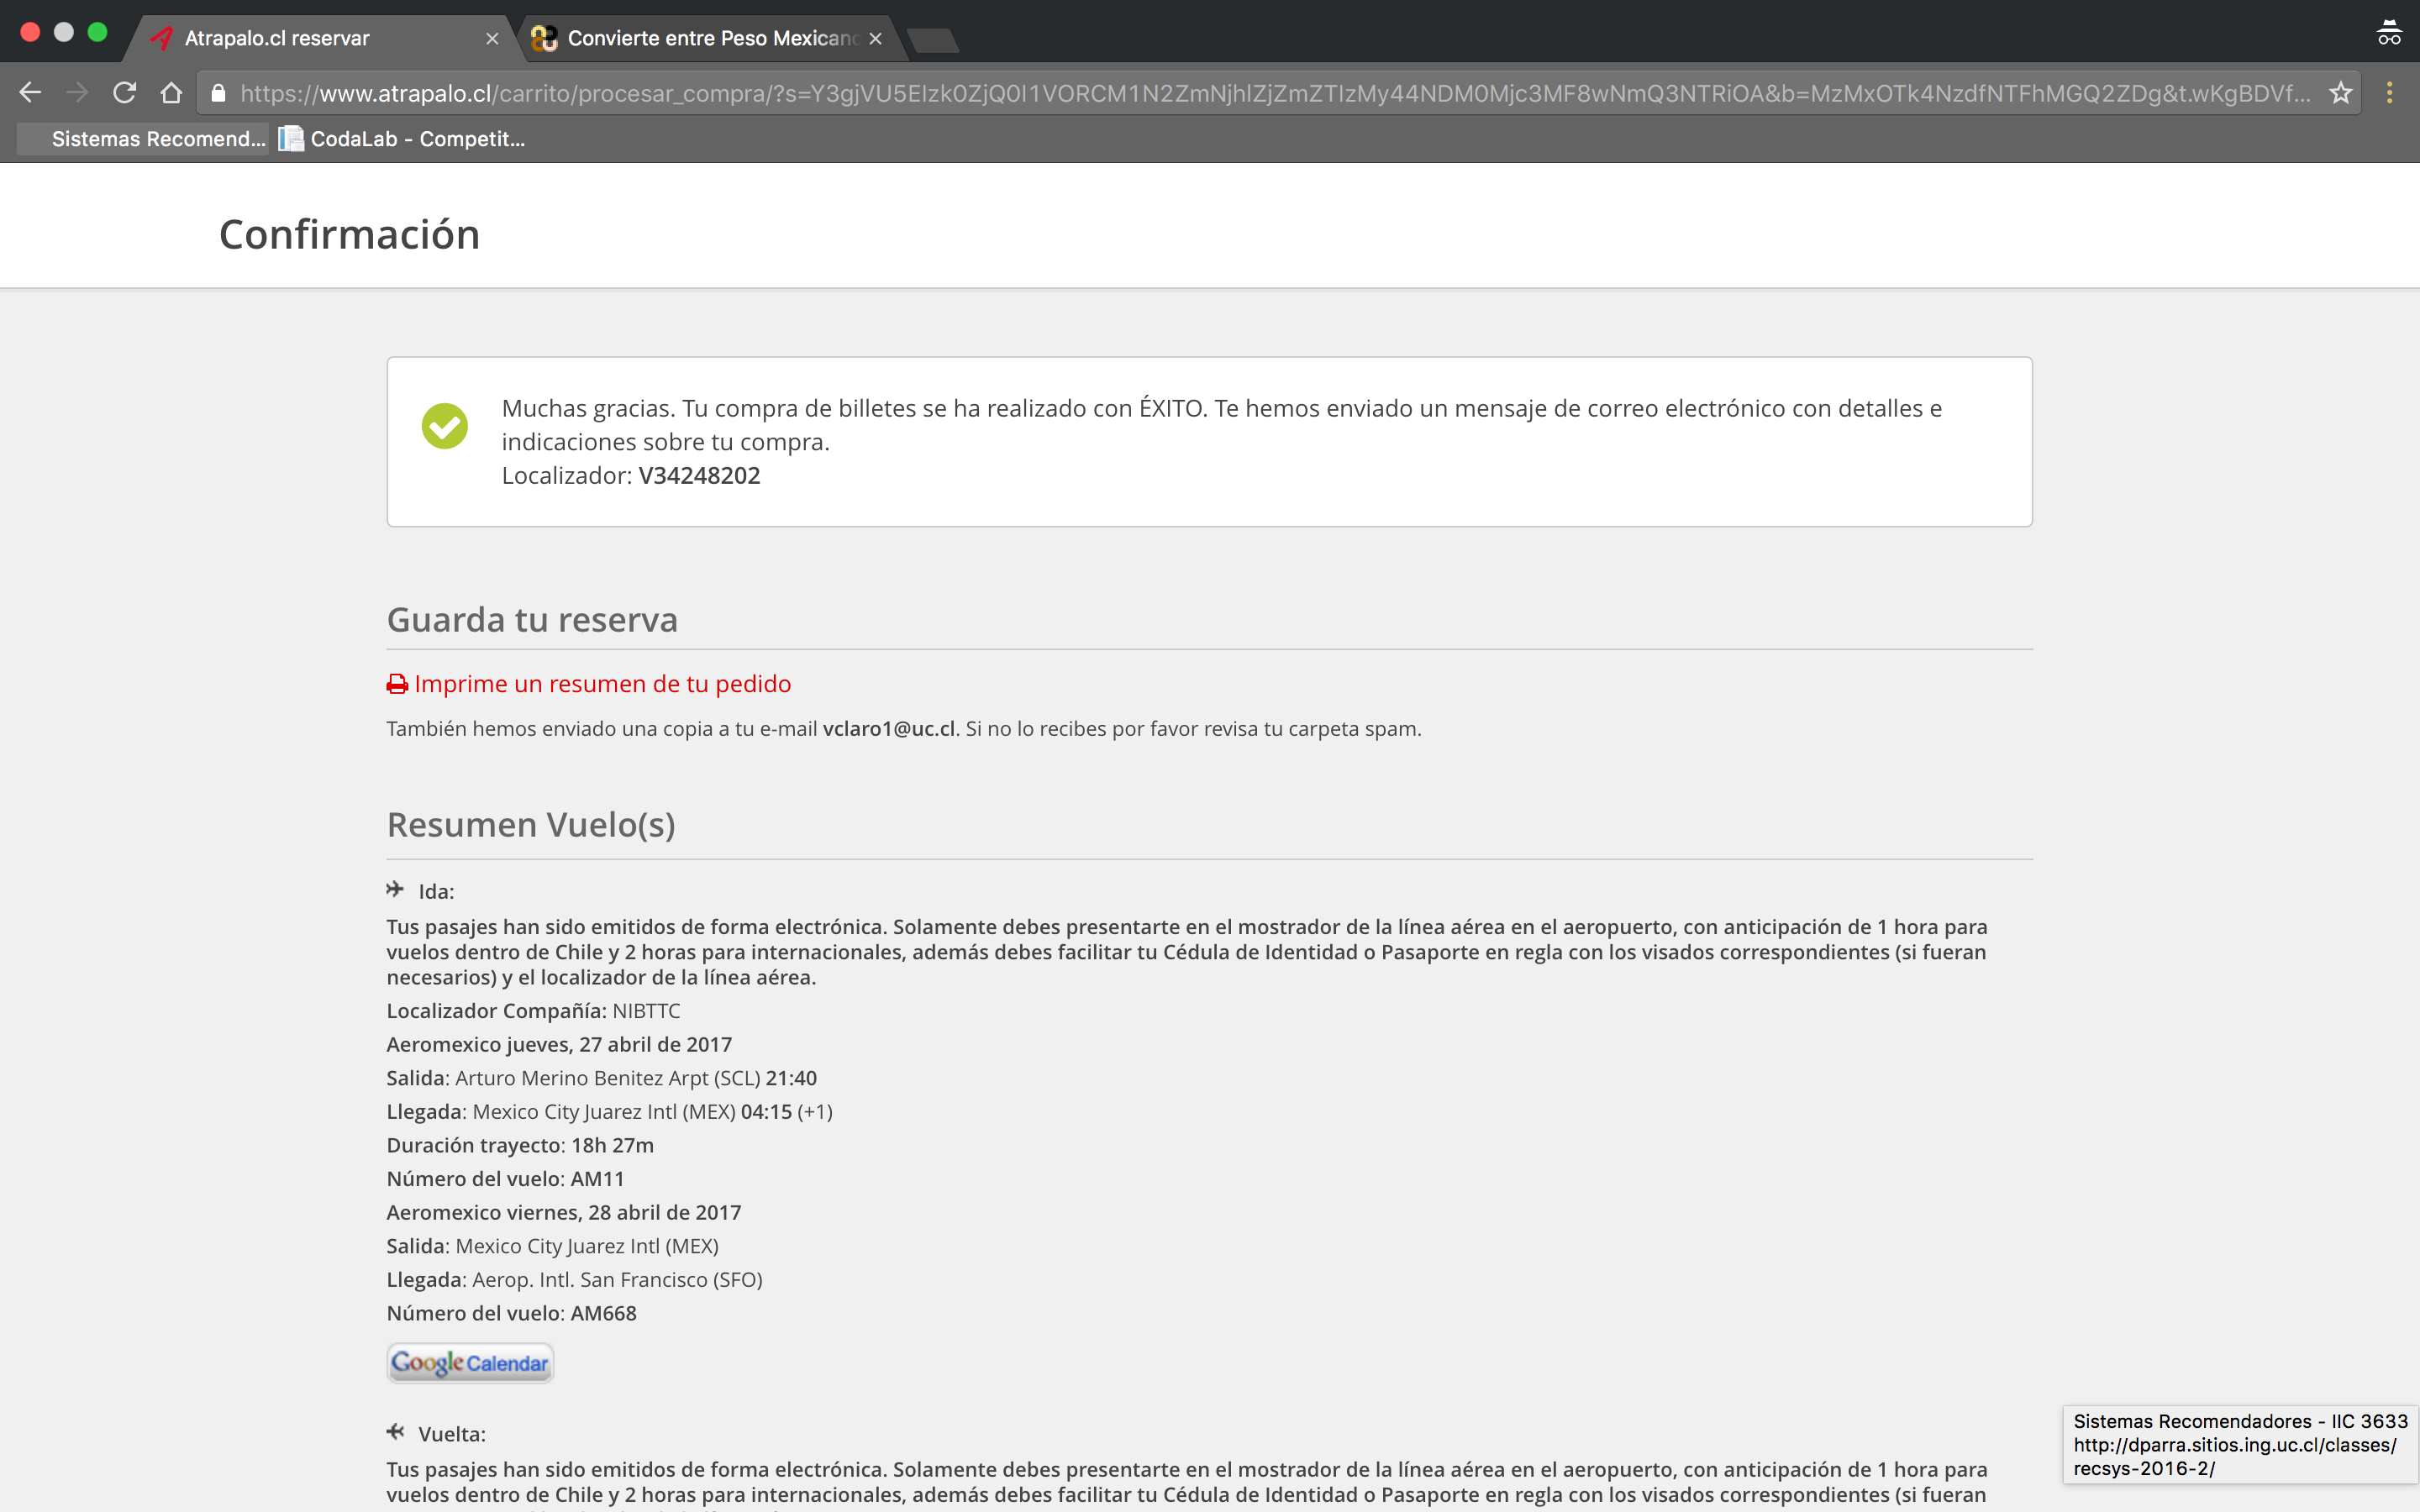 Atrapalo.cl reservar
Convierte entre Peso Mexicano
https://www.atrapalo.cl/carrito/procesar_compra/?s=
Sistemas Recomend...
CodaLab - Competit...
Confirmación
Muchas gracias. Tu compra de billetes se ha realizado con ÉXITO. Te hemos enviado un mensaje de correo electrónico con detalles e
indicaciones sobre tu compra.
Localizador: V34248202
Guarda tu reserva
Imprime un resumen de tu pedido
También hemos enviado una copia a tu e-mail vclaro1@uc.cl. Si no lo recibes por favor revisa tu carpeta spam.
Resumen Vuelo(s)
Ida:
Tus pasajes han sido emitidos de forma electrónica. Solamente debes presentarte en el mostrador de la línea aérea en el aeropuerto, con anticipación de 1 hora para
vuelos dentro de Chile y 2 horas para internacionales, además debes facilitar tu Cédula de Identidad o Pasaporte en regla con los visados correspondientes (si fueran
necesarios) y el localizador de la línea aérea.
Localizador Compañía: NIBTTC
Aeromexico jueves, 27 abril de 2017
Salida: Arturo Merino Benitez Arpt (SCL) 21:40
Llegada: Mexico City Juarez Intl (MEX) 04:15 (+1)
Duración trayecto: 18h 27m
Número del vuelo: AM11
Aeromexico viernes, 28 abril de 2017
Salida: Mexico City Juarez Intl (MEX)
Llegada: Aerop. Intl. San Francisco (SFO)
Número del vuelo: AM668
Google Calendar
Vuelta:
Tus pasajes han sido emitidos de forma electrónica. Solamente debes presentarte en el mostrador de la línea aérea en el aeropuerto, con anticipación de 1 hora para
vuelos dentro de Chile y 2 horas para internacionales, además debes facilitar tu Cédula de Identidad o Pasaporte en regla con los visados correspondientes (si fueran
Sistemas Recomendadores - IIC 3633
http://dparra.sitios.ing.uc.cl/classes/
recsys-2016-2/